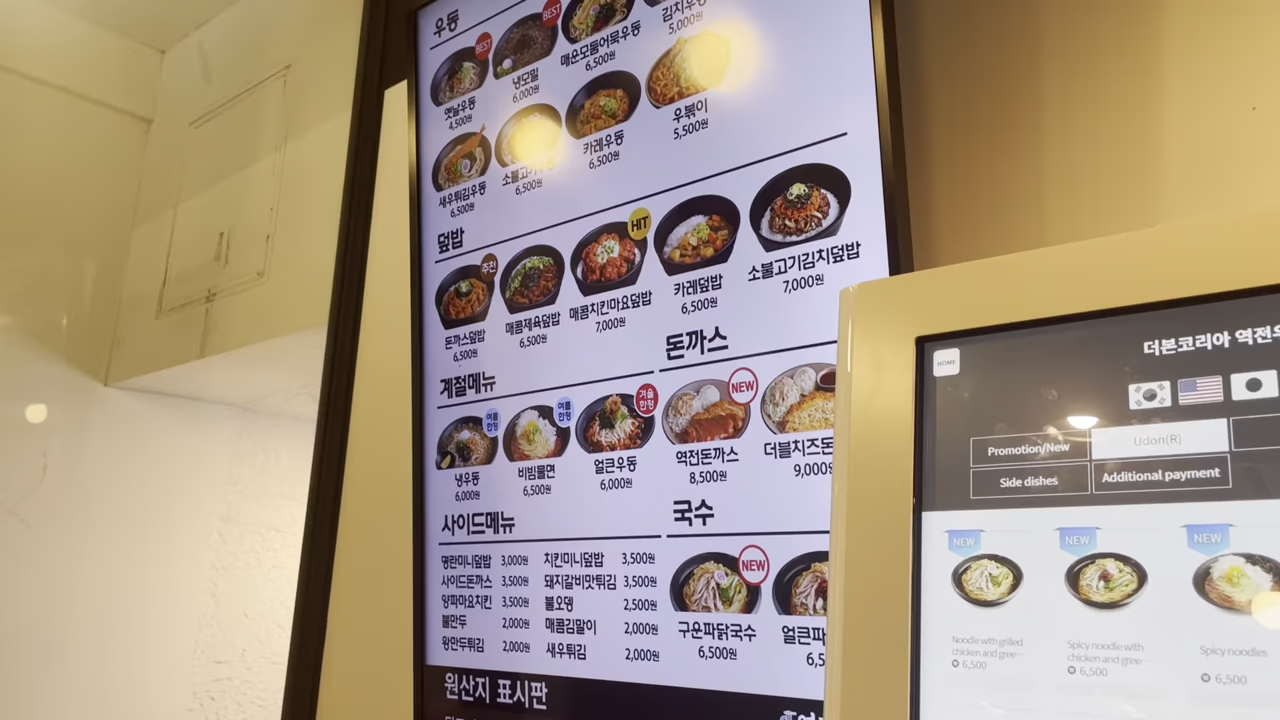 우동
BEST
BEST
옛날우동
4,500원
냉모밀
6,000원
매운모둠어묵우동
6,500원
김치우동
5,000원
새우튀김우동
6,500원
소불고기
6,500원
카레우동
6,500원
우볶이
5,500원
덮밥
추천
HIT
돈까스덮밥
6,500원
매콤제육덮밥
6,500원
매콤치킨마요덮밥
7,000원
카레덮밥
6,500원
소불고기김치덮밥
7,000원
계절메뉴
여름
한정
여름
한정
겨울
한정
냉우동
6,000원
비빔물면
6,500원
얼큰우동
6,000원
돈까스
NEW
역전돈까스
8,500원
더블치즈돈
9,000원
사이드메뉴
명란미니덮밥 3,000원 치킨미니덮밥 3,500원
사이드돈까스 3,500원 돼지갈비맛튀김 3,500원
양파마요치킨 3,500원 불오뎅 2,500원
불만두 2,000원 매콤김말이 2,000원
왕만두튀김 2,000원 새우튀김 2,000원
국수
NEW
구운파닭국수
6,500원
얼큰파
6,5
원산지 표시판
HOME
더본코리아 역전우
Promotion/New
Udon(R)
Side dishes
Additional payment
NEW
NEW
NEW
Noodle with grilled
chicken and gree...
₩ 6,500
Spicy noodle with
chicken and gree...
₩ 6,500
Spicy noodles
₩ 6,500